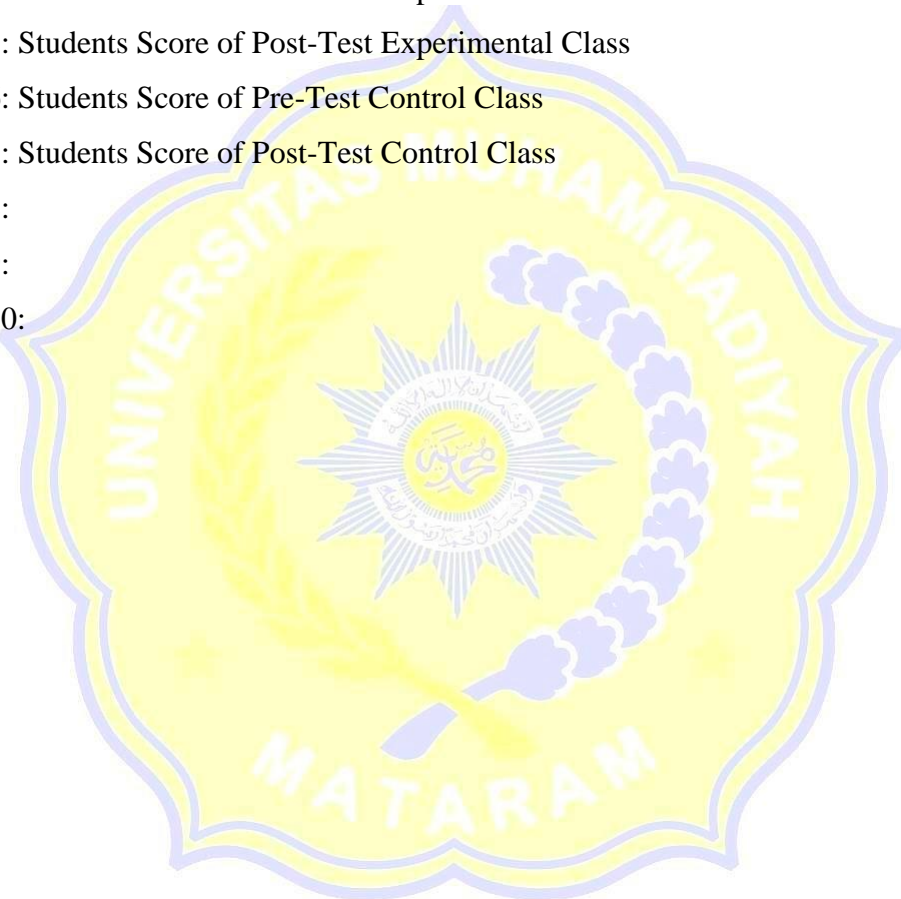 : Students Score of Post-Test Experimental Class
: Students Score of Pre-Test Control Class
: Students Score of Post-Test Control Class
:
:
0:
UNIVERSITAS MUHAMMADIYAH
MATARAM